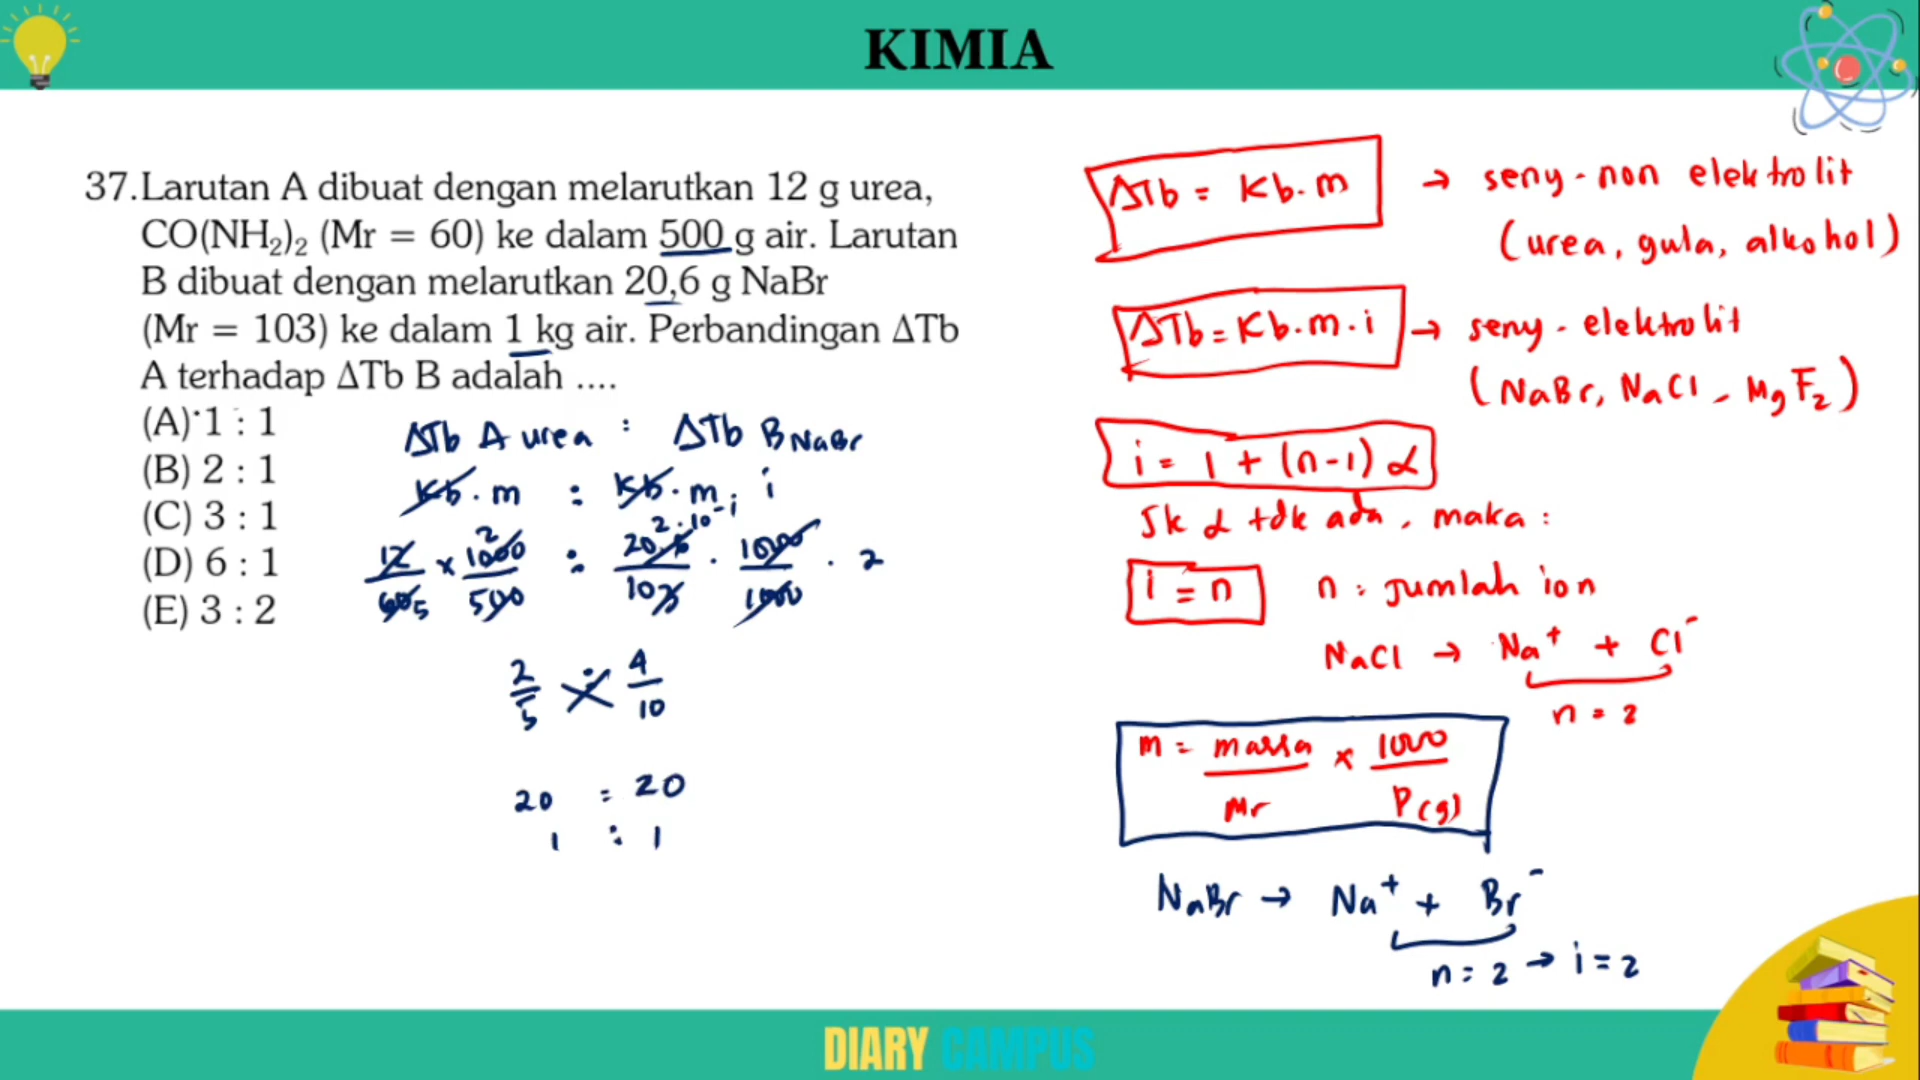 KIMIA
37.Larutan A dibuat dengan melarutkan 12 g urea,
CO(NH₂)₂ (Mr = 60) ke dalam 500 g air. Larutan
B dibuat dengan melarutkan 20,6 g NaBr
(Mr = 103) ke dalam 1 kg air. Perbandingan ΔTb
A terhadap ΔTb B adalah ....
(A) 1 : 1
(B) 2 : 1
(C) 3 : 1
(D) 6 : 1
(E) 3 : 2
ΔTb A urea : ΔTb B NaBr
Kb . m : Kb . m . i
12/60 5 x 1000 2/500 : 20,6 2.10⁻¹/103 . 1000/1000 . 2
2/5 : 4/10
20 : 20
1 : 1
ΔTb = Kb . m → seny - non elektrolit
(urea, gula, alkohol)
ΔTb = Kb . m . i → seny - elektrolit
(NaBr, NaCl, MgF₂)
i = 1 + (n-1) α
Jk α tdk ada, maka :
i = n n : jumlah ion
NaCl → Na⁺ + Cl⁻
n = 2
m = massa/Mr x 1000/P(g)
NaBr → Na⁺ + Br⁻
n = 2 → i = 2
DIARY CAMPUS